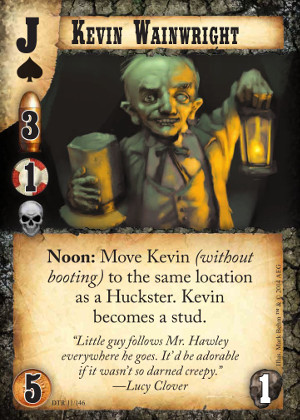 J
KEVIN WAINWRIGHT
3
1
Noon: Move Kevin (without
booting) to the same location
as a Huckster. Kevin
becomes a stud.
"Little guy follows Mr. Hawley
everywhere he goes. It'd be adorable
if it wasn't so darned creepy."
—Lucy Clover
5
1